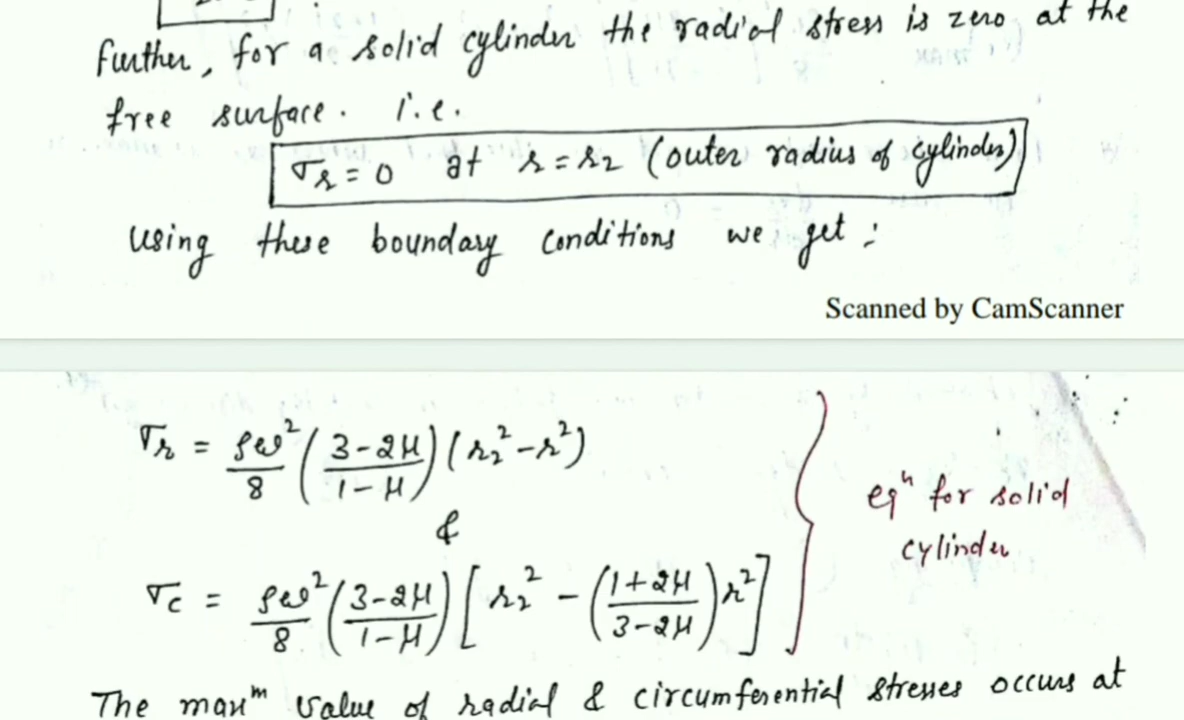 further, for a solid cylinder the radial stress is zero at the
free surface. i.e.
σr = 0 at r = r2 (outer radius of cylinder)
using these boundary conditions we get :
Scanned by CamScanner
σr = ρω²/8 (3-2μ/1-μ) (r2² - r²)
&
eqn for solid
cylinder
σc = ρω²/8 (3-2μ/1-μ) [r2² - (1+2μ/3-2μ) r²]
The maxm value of radial & circumferential stresses occurs at